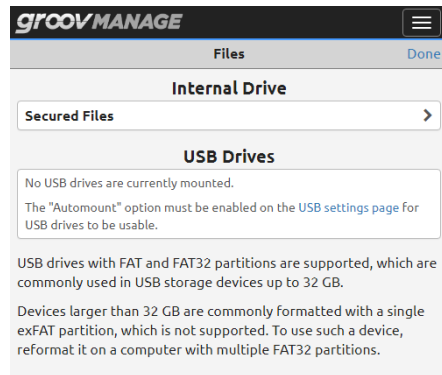 groov MANAGE
Files Done
Internal Drive
Secured Files
USB Drives
No USB drives are currently mounted.
The "Automount" option must be enabled on the USB settings page for
USB drives to be usable.
USB drives with FAT and FAT32 partitions are supported, which are
commonly used in USB storage devices up to 32 GB.
Devices larger than 32 GB are commonly formatted with a single
exFAT partition, which is not supported. To use such a device,
reformat it on a computer with multiple FAT32 partitions.